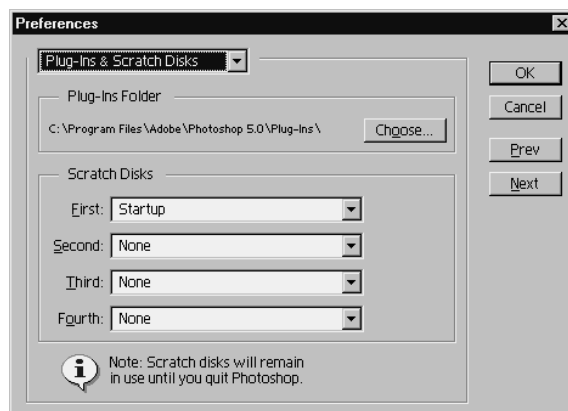 Preferences
Plug-Ins & Scratch Disks
OK
Cancel
Prev
Next
Plug-Ins Folder
C:\Program Files\Adobe\Photoshop 5.0\Plug-Ins\
Choose...
Scratch Disks
First: Startup
Second: None
Third: None
Fourth: None
Note: Scratch disks will remain
in use until you quit Photoshop.